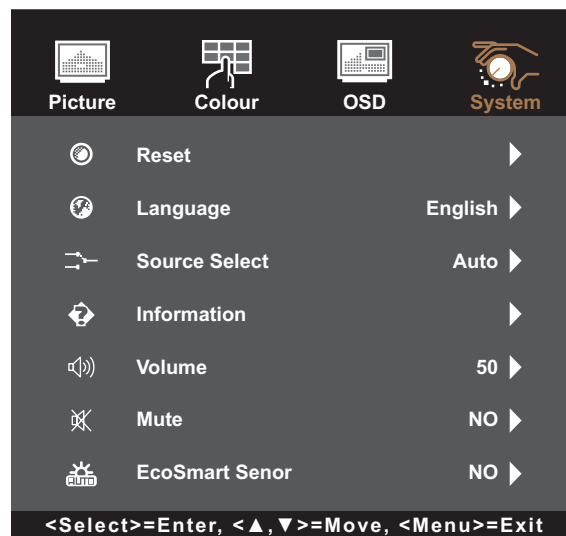 Picture Colour OSD System
Reset
Language English
Source Select Auto
Information
Volume 50
Mute NO
AUTO
EcoSmart Senor NO
<Select>=Enter, <▲,▼>=Move, <Menu>=Exit